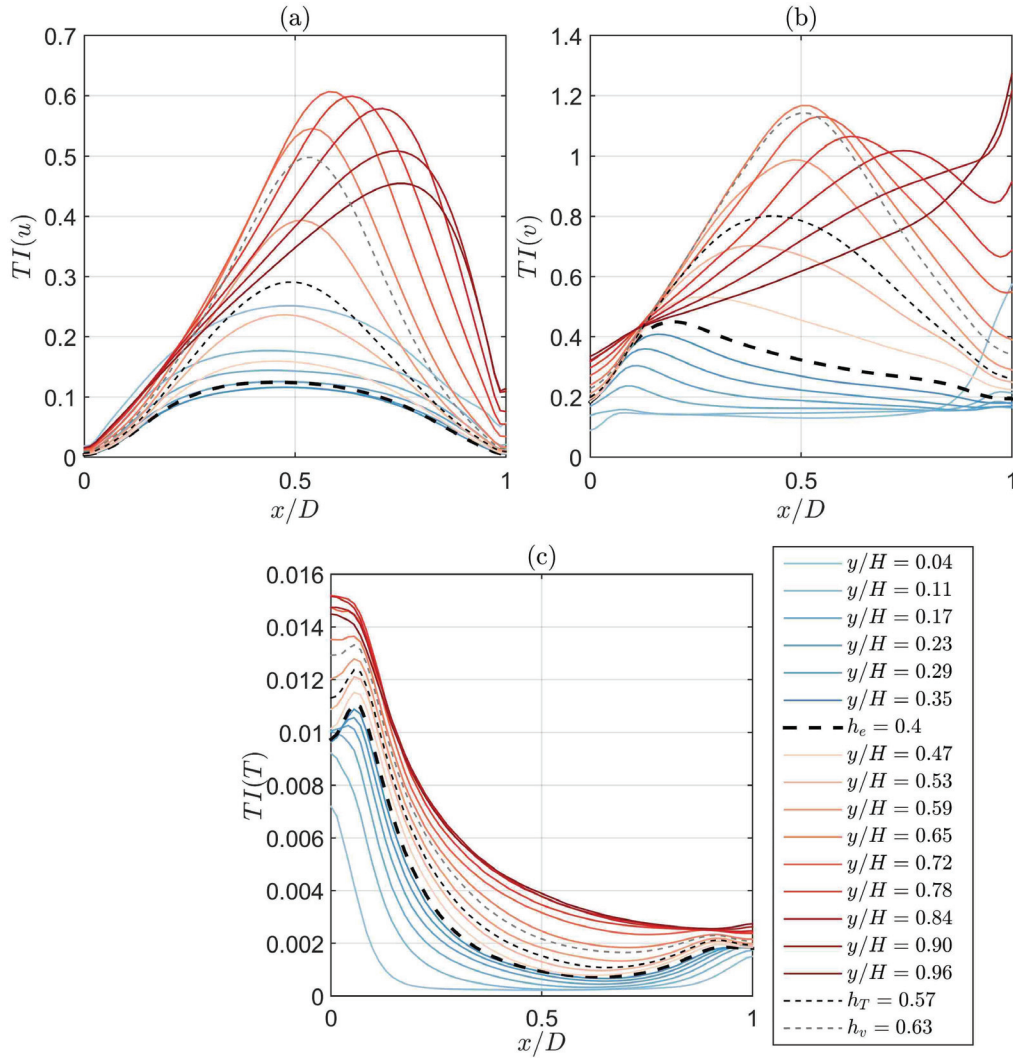 (a)
0.7
0.6
0.5
0.4
0.3
0.2
0.1
0
TI(u)
0
0.5
1
x/D
(b)
1.4
1.2
1
0.8
0.6
0.4
0.2
0
TI(v)
0
0.5
1
x/D
(c)
0.016
0.014
0.012
0.01
0.008
0.006
0.004
0.002
0
TI(T)
0
0.5
1
x/D
y/H = 0.04
y/H = 0.11
y/H = 0.17
y/H = 0.23
y/H = 0.29
y/H = 0.35
h_e = 0.4
y/H = 0.47
y/H = 0.53
y/H = 0.59
y/H = 0.65
y/H = 0.72
y/H = 0.78
y/H = 0.84
y/H = 0.90
y/H = 0.96
h_T = 0.57
h_v = 0.63